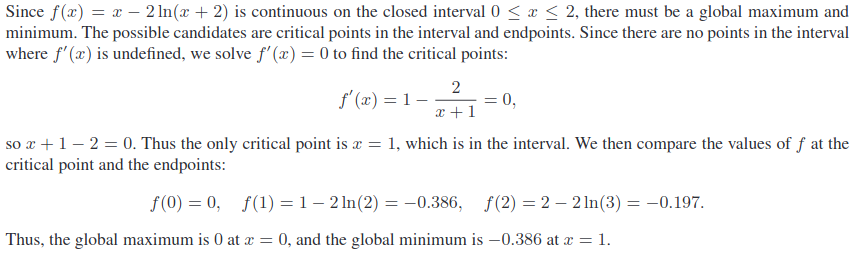 Since f(x) = x − 2 ln(x + 2) is continuous on the closed interval 0 ≤ x ≤ 2, there must be a global maximum and
minimum. The possible candidates are critical points in the interval and endpoints. Since there are no points in the interval
where f′(x) is undefined, we solve f′(x) = 0 to find the critical points:
f′(x) = 1 − 2/(x + 1) = 0,
so x + 1 − 2 = 0. Thus the only critical point is x = 1, which is in the interval. We then compare the values of f at the
critical point and the endpoints:
f(0) = 0, f(1) = 1 − 2 ln(2) = −0.386, f(2) = 2 − 2 ln(3) = −0.197.
Thus, the global maximum is 0 at x = 0, and the global minimum is −0.386 at x = 1.